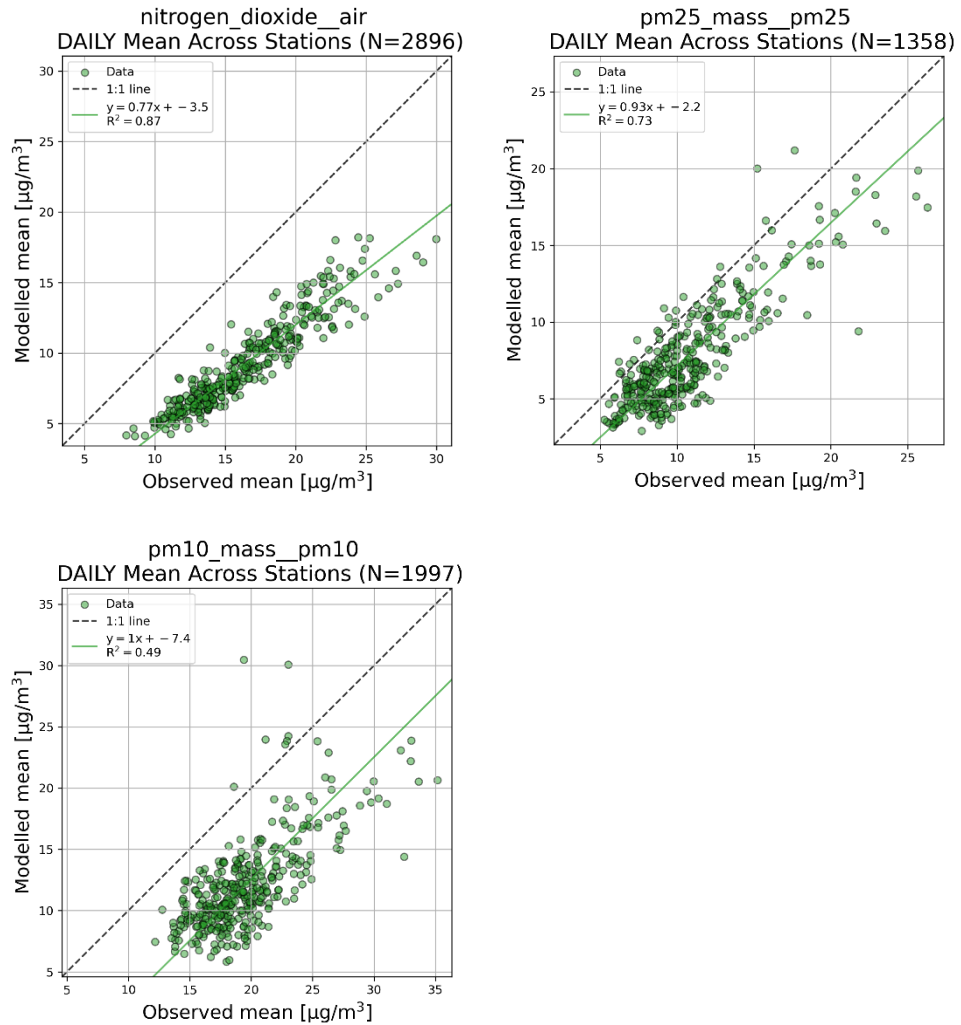 nitrogen_dioxide__air
DAILY Mean Across Stations (N=2896)
Data
1:1 line
y = 0.77x + −3.5
R² = 0.87
30
25
20
15
10
5
5
10
15
20
25
30
Modelled mean [µg/m³]
Observed mean [µg/m³]
pm25_mass__pm25
DAILY Mean Across Stations (N=1358)
Data
1:1 line
y = 0.93x + −2.2
R² = 0.73
25
20
15
10
5
5
10
15
20
25
Modelled mean [µg/m³]
Observed mean [µg/m³]
pm10_mass__pm10
DAILY Mean Across Stations (N=1997)
Data
1:1 line
y = 1x + −7.4
R² = 0.49
35
30
25
20
15
10
5
5
10
15
20
25
30
35
Modelled mean [µg/m³]
Observed mean [µg/m³]